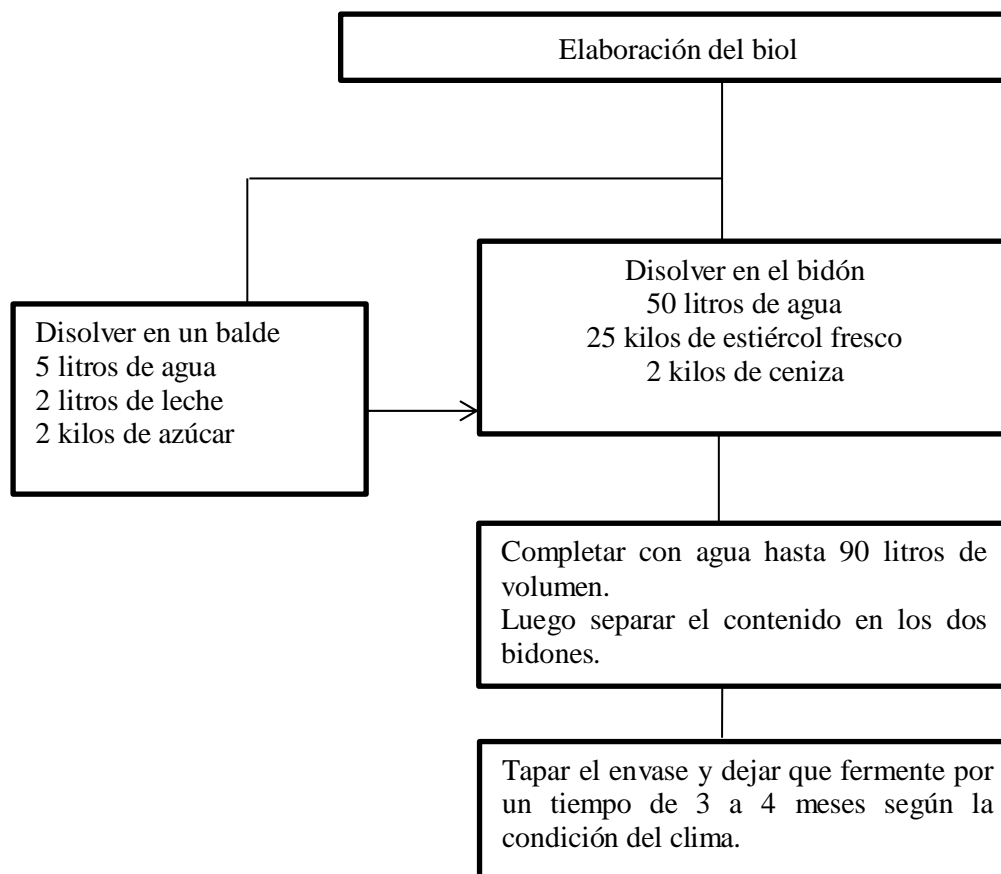 Elaboración del biol
Disolver en un balde
5 litros de agua
2 litros de leche
2 kilos de azúcar
Disolver en el bidón
50 litros de agua
25 kilos de estiércol fresco
2 kilos de ceniza
Completar con agua hasta 90 litros de
volumen.
Luego separar el contenido en los dos
bidones.
Tapar el envase y dejar que fermente por
un tiempo de 3 a 4 meses según la
condición del clima.